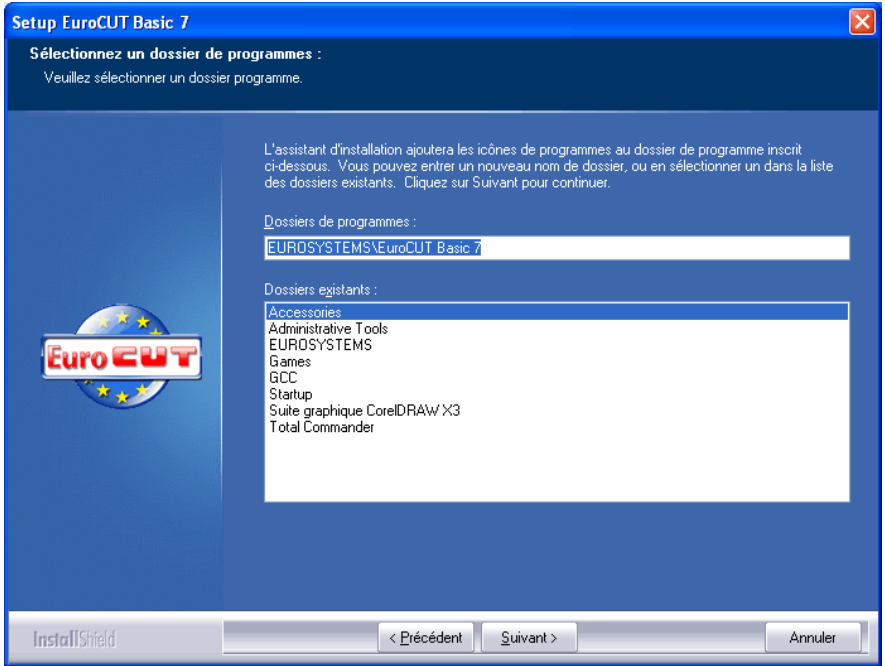 Setup EuroCUT Basic 7
Sélectionnez un dossier de programmes :
Veuillez sélectionner un dossier programme.
L'assistant d'installation ajoutera les icônes de programmes au dossier de programme inscrit
ci-dessous. Vous pouvez entrer un nouveau nom de dossier, ou en sélectionner un dans la liste
des dossiers existants. Cliquez sur Suivant pour continuer.
Dossiers de programmes :
EUROSYSTEMS\EuroCUT Basic 7
Dossiers existants :
Accessories
Administrative Tools
EUROSYSTEMS
Games
GCC
Startup
Suite graphique CorelDRAW X3
Total Commander
Euro CUT
InstallShield
< Précédent
Suivant >
Annuler